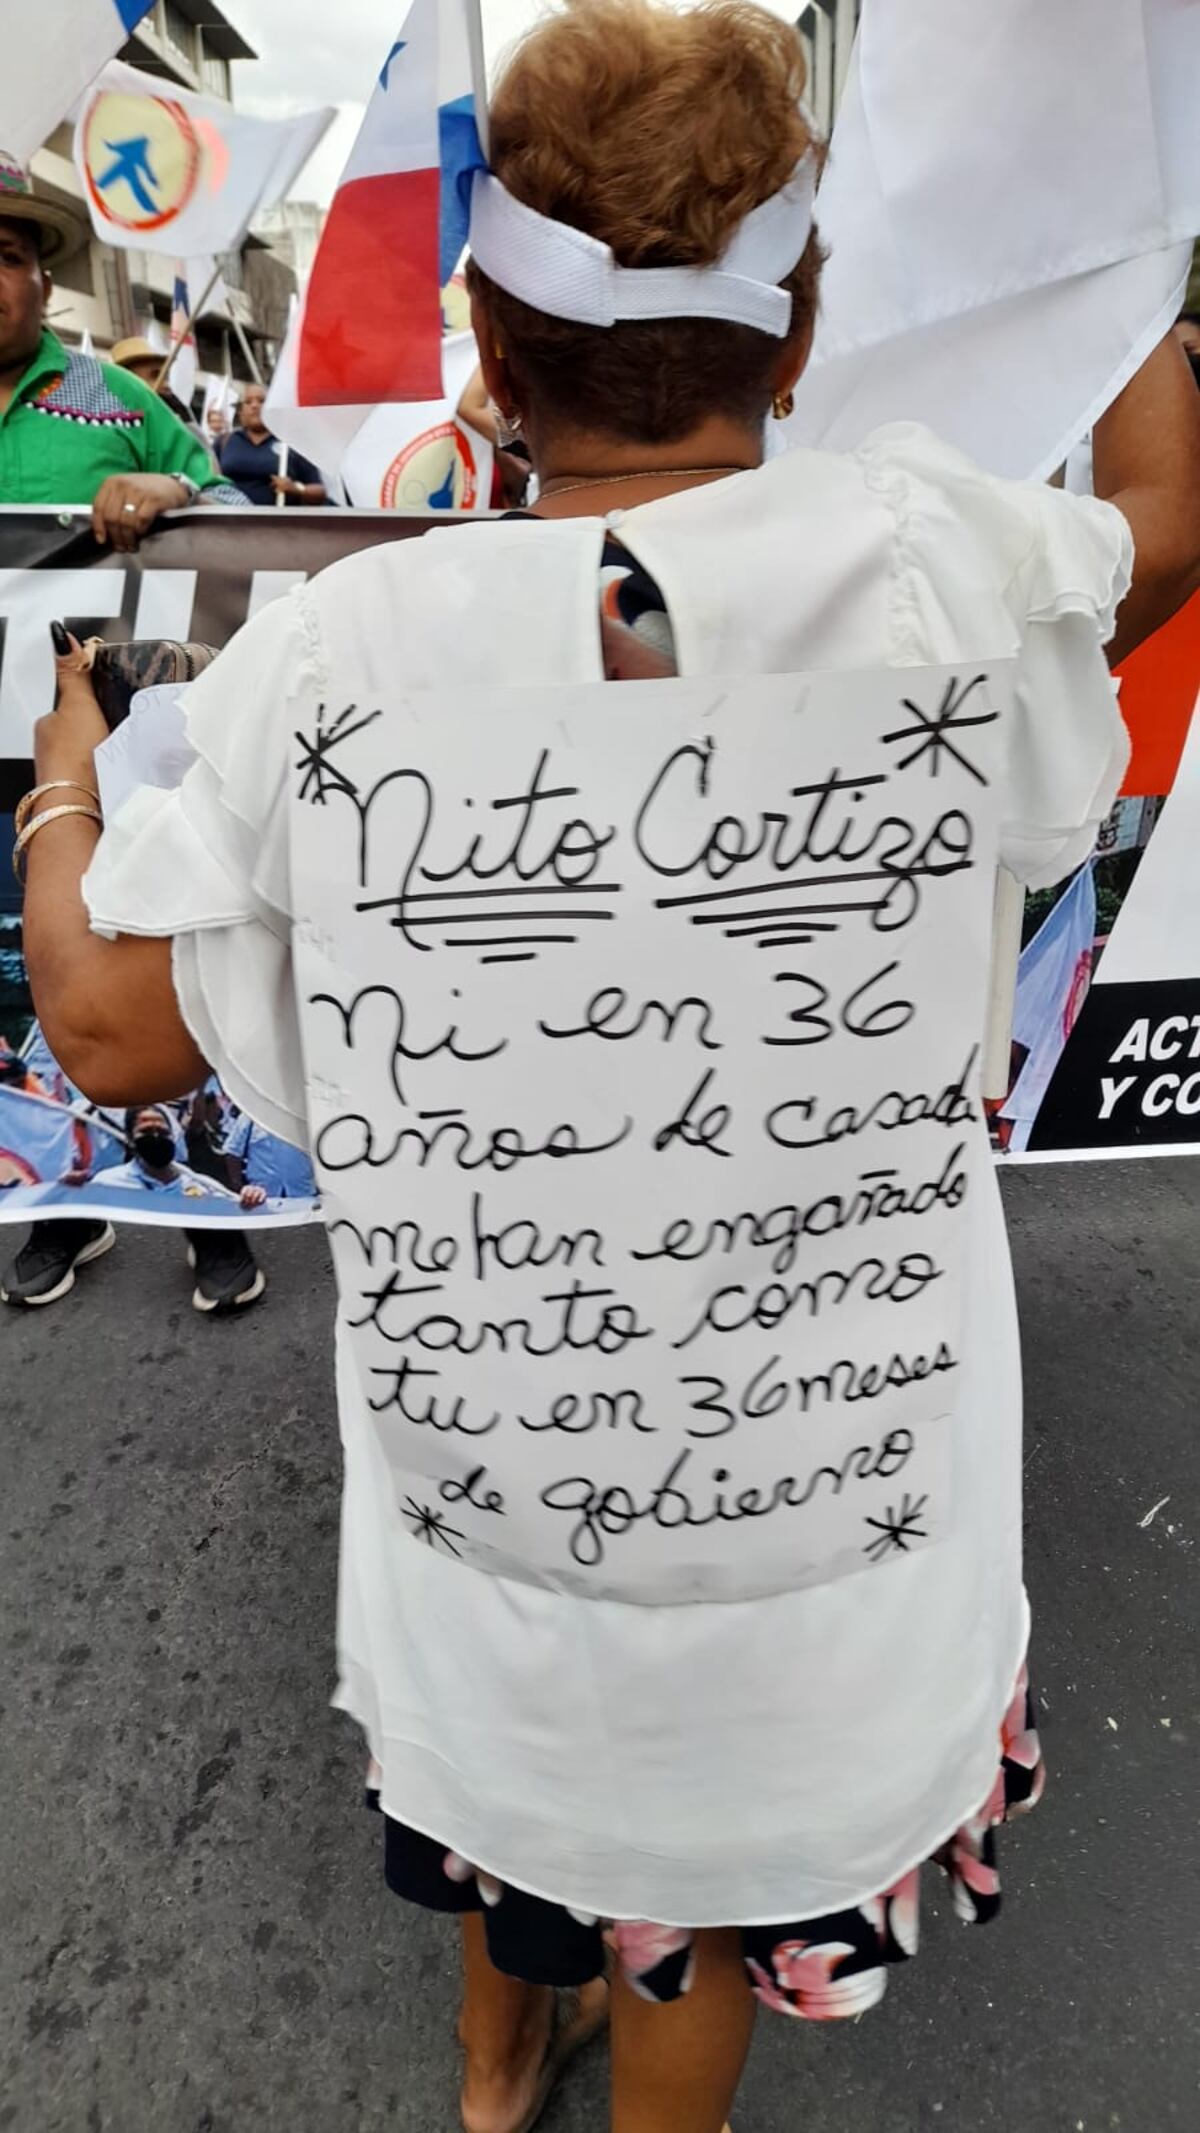 Nito Cortizo
Ni en 36
años de casada
me han engañado
tanto como
tu en 36 meses
de gobierno
ACT
Y CO